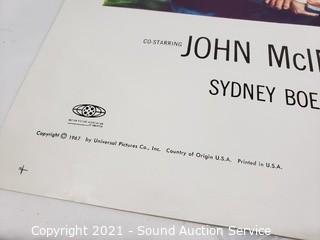 CO-STARRING JOHN McI
SYDNEY BOE
Copyright © 1967 by Universal Pictures Co., Inc. Country of Origin U.S.A. Printed in U.S.A.
Copyright © 2021 - Sound Auction Service